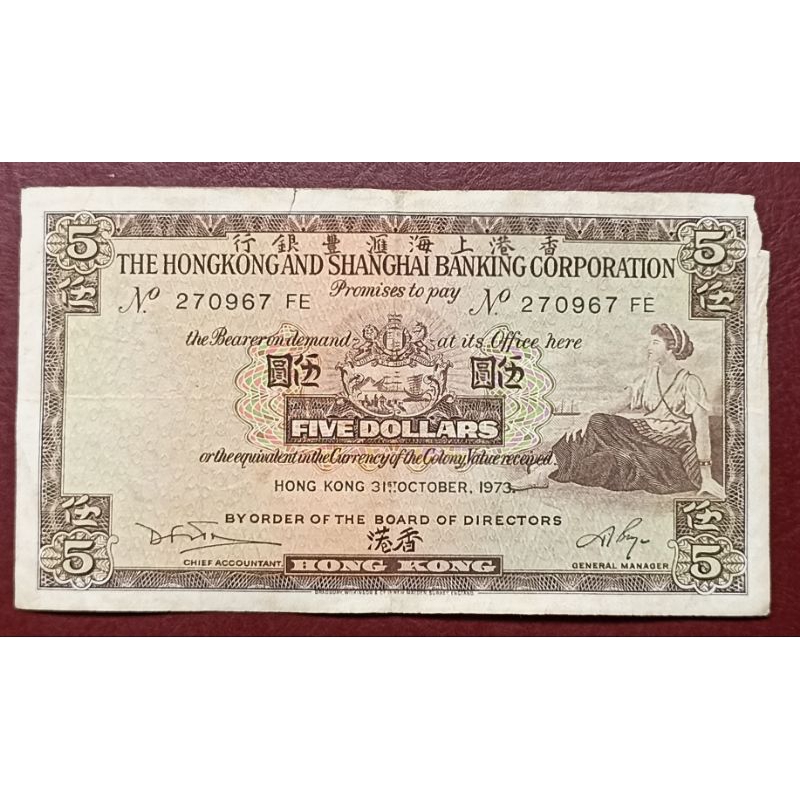 5 5
伍 伍
行銀豐滙海上港香
THE HONGKONG AND SHANGHAI BANKING CORPORATION
Promises to pay
No 270967 FE No 270967 FE
the Bearer on demand at its Office here
圓伍 圓伍
FIVE DOLLARS
or the equivalent in the Currency of the Colony Value received.
HONG KONG 31ST OCTOBER, 1973.
BY ORDER OF THE BOARD OF DIRECTORS
伍 伍
5 5
港香
CHIEF ACCOUNTANT. HONG KONG GENERAL MANAGER